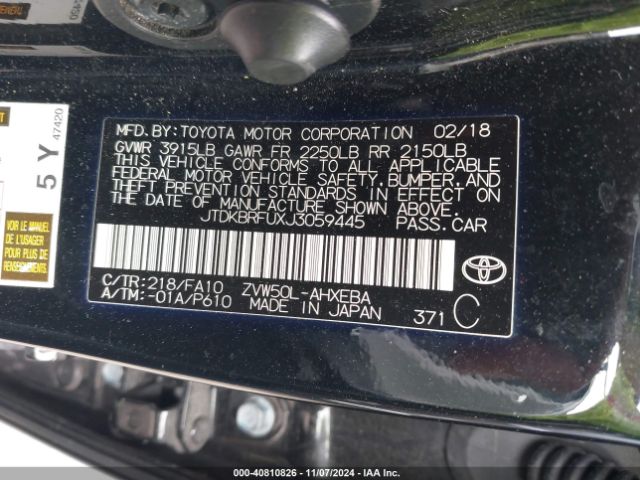 MFD.BY:TOYOTA MOTOR CORPORATION 02/18
GVWR 3915LB GAWR FR 2250LB RR 2150LB
THIS VEHICLE CONFORMS TO ALL APPLICABLE
FEDERAL MOTOR VEHICLE SAFETY,BUMPER,AND
THEFT PREVENTION STANDARDS IN EFFECT ON
THE DATE OF MANUFACTURE SHOWN ABOVE.
JTDKBRFUXJ3059445 PASS.CAR
C/TR:218/FA10 ZVW50L-AHXEBA
A/TM:-01A/P610 MADE IN JAPAN 371 C
5 Y
47420
VOIR LE MANUEL
DE L'USAGER
POUR PLUS DE
000-40810826 - 11/07/2024 - IAA Inc.